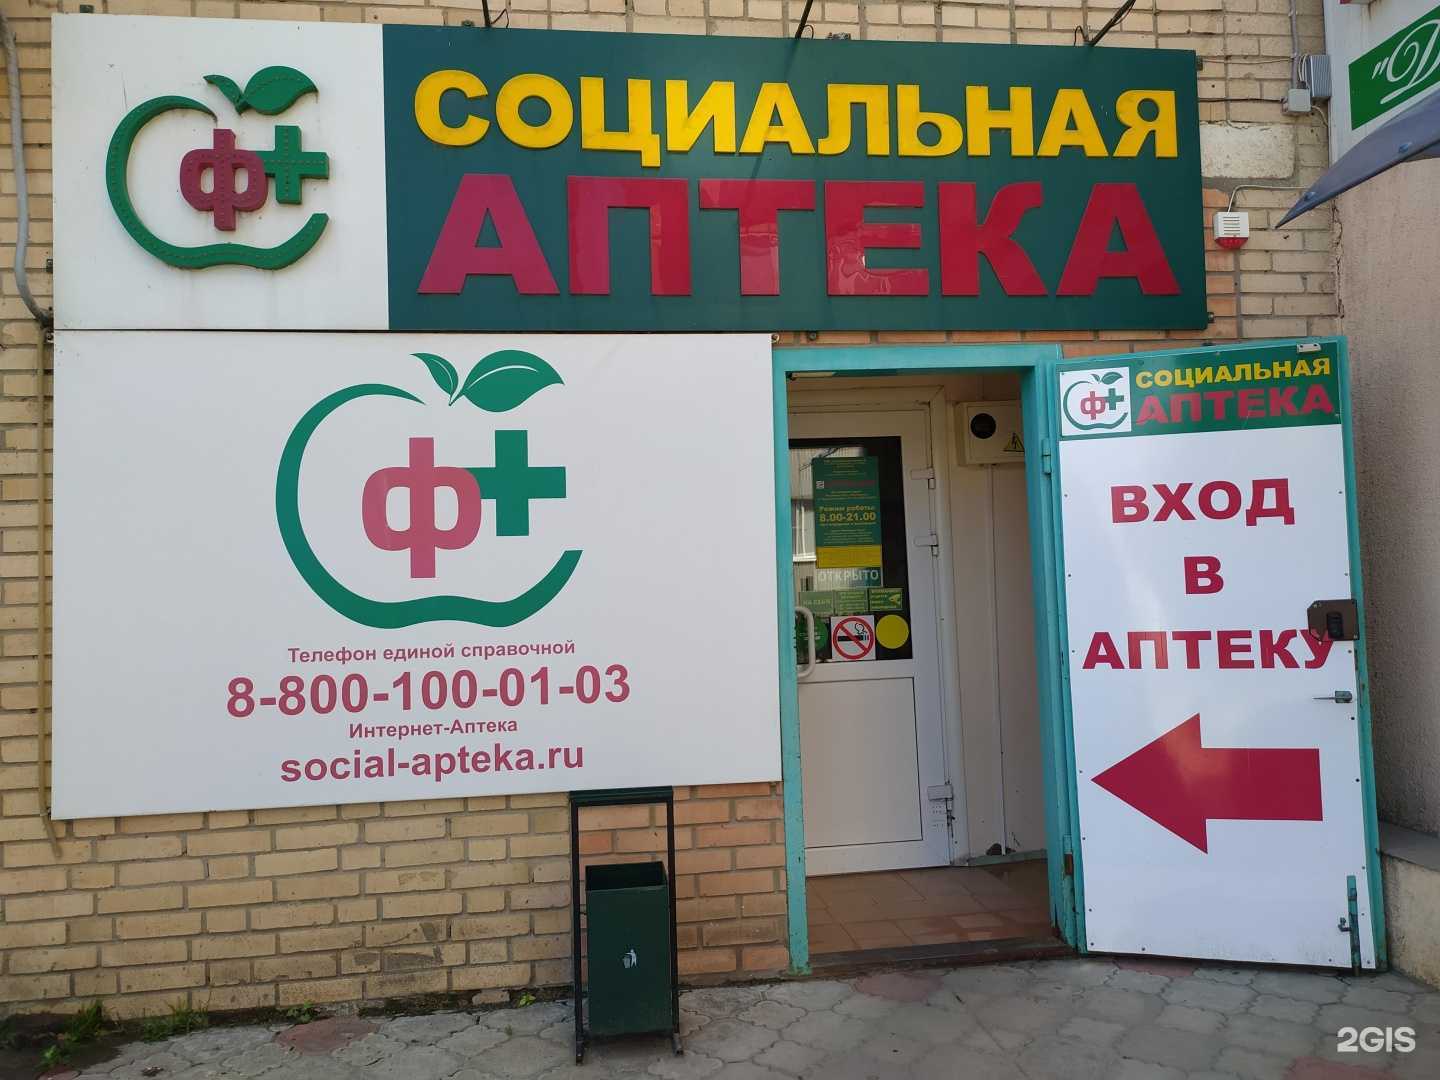 СОЦИАЛЬНАЯ
АПТЕКА
ф+
ф+
Телефон единой справочной
8-800-100-01-03
Интернет-Аптека
social-apteka.ru
Режим работы:
8.00-21.00
ОТКРЫТО
ф+
СОЦИАЛЬНАЯ
АПТЕКА
ВХОД
В
АПТЕКУ
2GIS